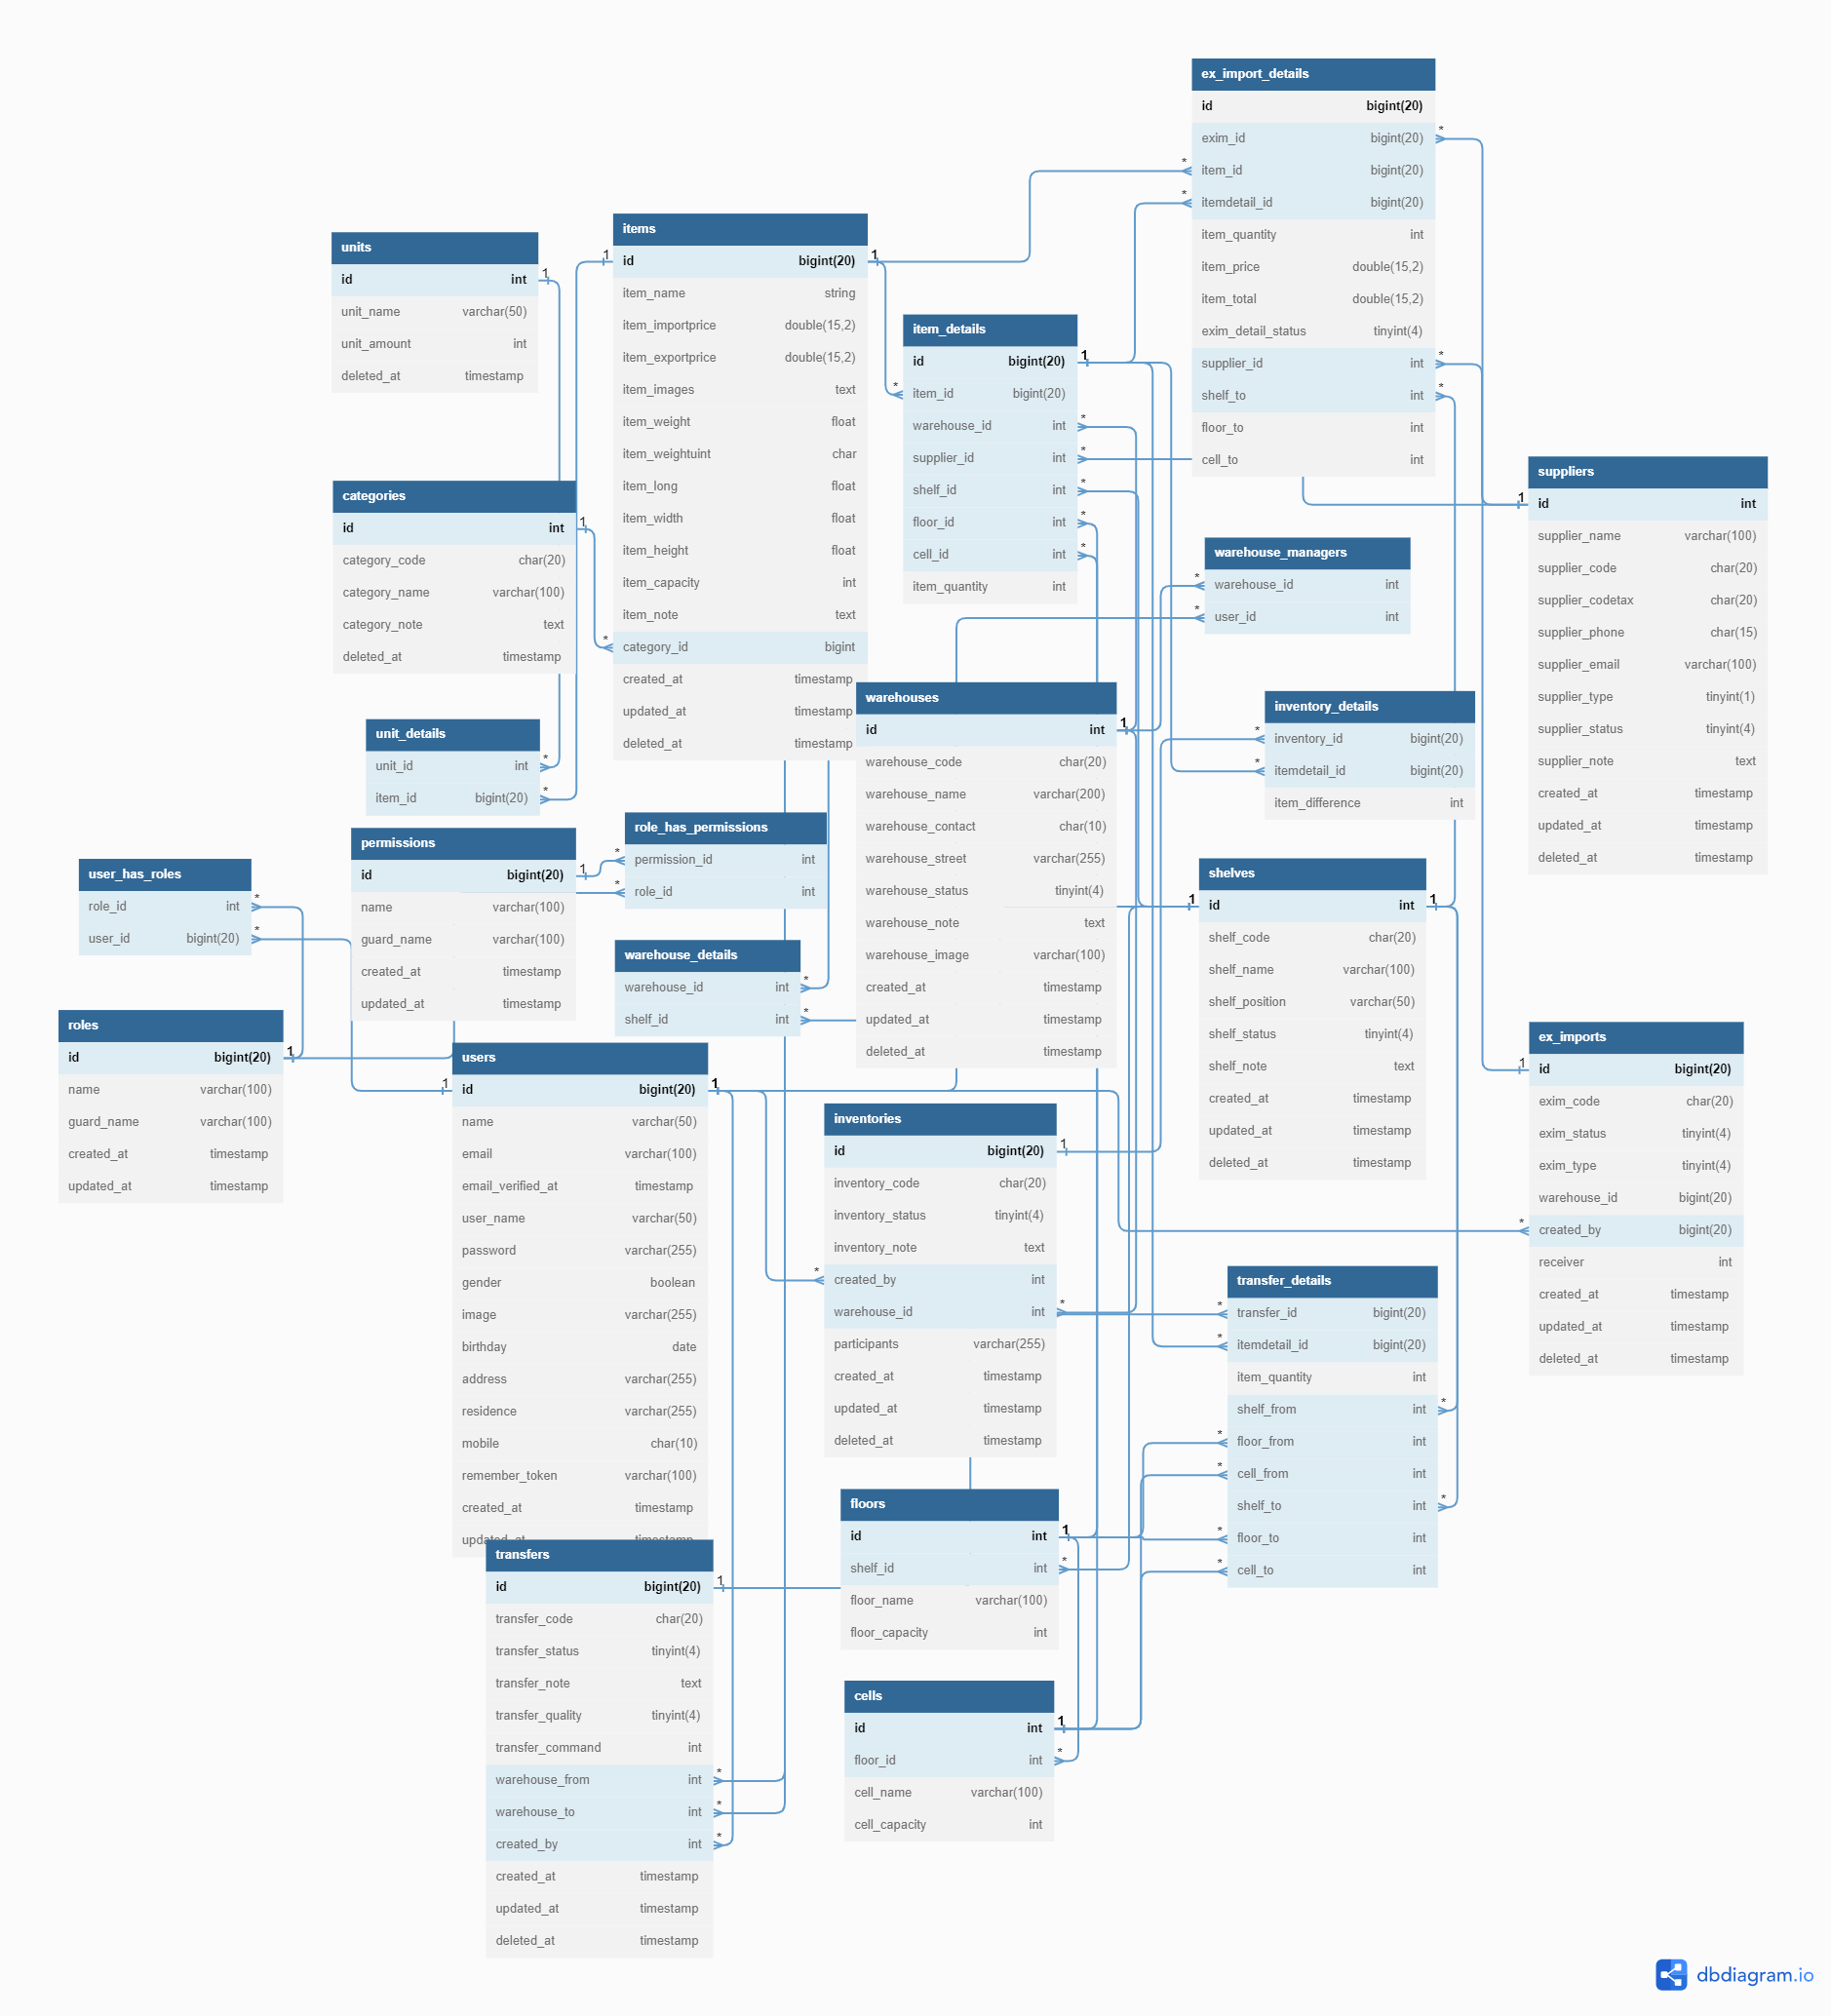 ex_import_details
id bigint(20)
exim_id bigint(20)
item_id bigint(20)
itemdetail_id bigint(20)
item_quantity int
item_price double(15,2)
item_total double(15,2)
exim_detail_status tinyint(4)
supplier_id int
shelf_to int
floor_to int
cell_to int
units
id int
unit_name varchar(50)
unit_amount int
deleted_at timestamp
items
id bigint(20)
item_name string
item_importprice double(15,2)
item_exportprice double(15,2)
item_images text
item_weight float
item_weightuint char
item_long float
item_width float
item_height float
item_capacity int
item_note text
category_id bigint
created_at timestamp
updated_at timestamp
deleted_at timestamp
item_details
id bigint(20)
item_id bigint(20)
warehouse_id int
supplier_id int
shelf_id int
floor_id int
cell_id int
item_quantity int
suppliers
id int
supplier_name varchar(100)
supplier_code char(20)
supplier_codetax char(20)
supplier_phone char(15)
supplier_email varchar(100)
supplier_type tinyint(1)
supplier_status tinyint(4)
supplier_note text
created_at timestamp
updated_at timestamp
deleted_at timestamp
categories
id int
category_code char(20)
category_name varchar(100)
category_note text
deleted_at timestamp
warehouse_managers
warehouse_id int
user_id int
warehouses
id int
warehouse_code char(20)
warehouse_name varchar(200)
warehouse_contact char(10)
warehouse_street varchar(255)
warehouse_status tinyint(4)
warehouse_note text
warehouse_image varchar(100)
created_at timestamp
updated_at timestamp
deleted_at timestamp
inventory_details
inventory_id bigint(20)
itemdetail_id bigint(20)
item_difference int
unit_details
unit_id int
item_id bigint(20)
role_has_permissions
permission_id int
role_id int
permissions
id bigint(20)
name varchar(100)
guard_name varchar(100)
created_at timestamp
updated_at timestamp
user_has_roles
role_id int
user_id bigint(20)
shelves
id int
shelf_code char(20)
shelf_name varchar(100)
shelf_position varchar(50)
shelf_status tinyint(4)
shelf_note text
created_at timestamp
updated_at timestamp
deleted_at timestamp
warehouse_details
warehouse_id int
shelf_id int
roles
id bigint(20)
name varchar(100)
guard_name varchar(100)
created_at timestamp
updated_at timestamp
users
id bigint(20)
name varchar(50)
email varchar(100)
email_verified_at timestamp
user_name varchar(50)
password varchar(255)
gender boolean
image varchar(255)
birthday date
address varchar(255)
residence varchar(255)
mobile char(10)
remember_token varchar(100)
created_at timestamp
updated_at timestamp
ex_imports
id bigint(20)
exim_code char(20)
exim_status tinyint(4)
exim_type tinyint(4)
warehouse_id bigint(20)
created_by bigint(20)
receiver int
created_at timestamp
updated_at timestamp
deleted_at timestamp
inventories
id bigint(20)
inventory_code char(20)
inventory_status tinyint(4)
inventory_note text
created_by int
warehouse_id int
participants varchar(255)
created_at timestamp
updated_at timestamp
deleted_at timestamp
transfer_details
transfer_id bigint(20)
itemdetail_id bigint(20)
item_quantity int
shelf_from int
floor_from int
cell_from int
shelf_to int
floor_to int
cell_to int
floors
id int
shelf_id int
floor_name varchar(100)
floor_capacity int
transfers
id bigint(20)
transfer_code char(20)
transfer_status tinyint(4)
transfer_note text
transfer_quality tinyint(4)
transfer_command int
warehouse_from int
warehouse_to int
created_by int
created_at timestamp
updated_at timestamp
deleted_at timestamp
cells
id int
floor_id int
cell_name varchar(100)
cell_capacity int
dbdiagram.io